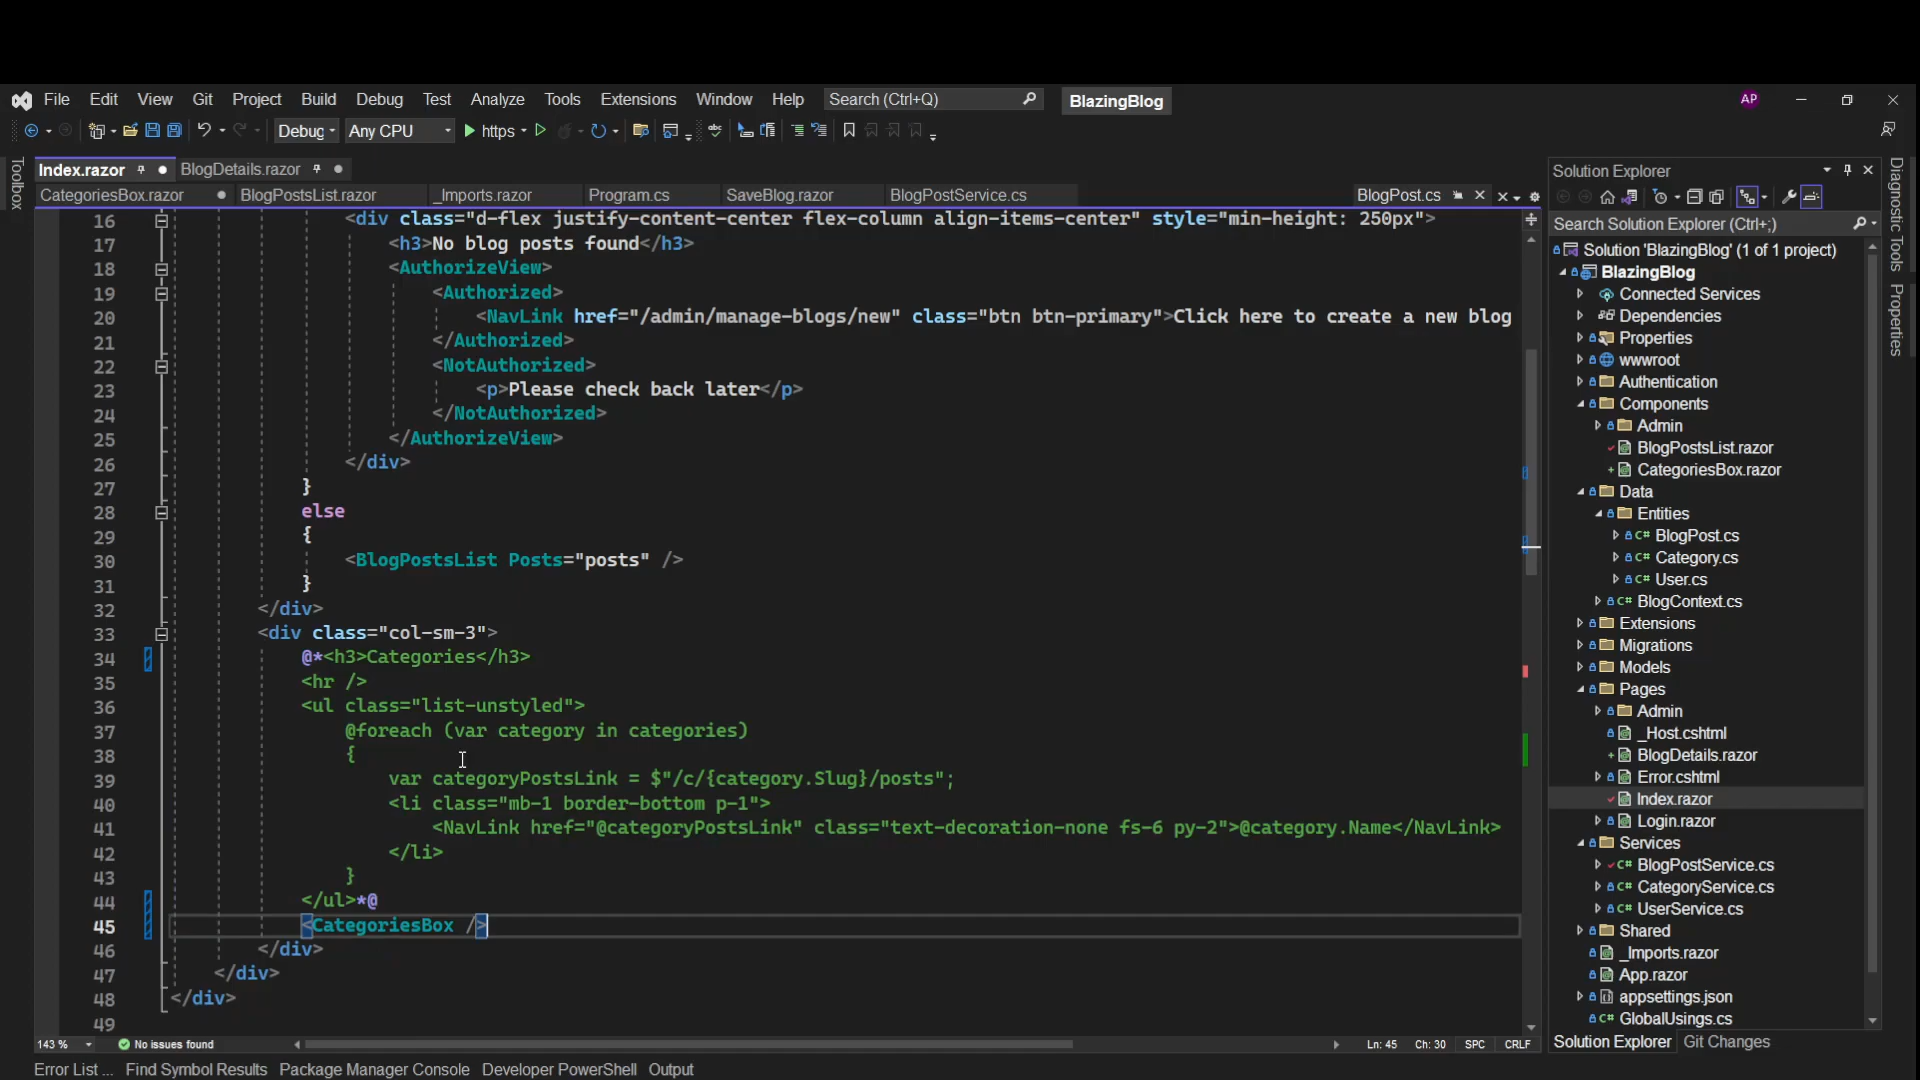 File Edit View Git Project Build Debug Test Analyze Tools Extensions Window Help Search (Ctrl+Q) BlazingBlog AP
Debug Any CPU https
Index.razor BlogDetails.razor
CategoriesBox.razor BlogPostsList.razor _Imports.razor Program.cs SaveBlog.razor BlogPostService.cs BlogPost.cs
Toolbox
16 <div class="d-flex justify-content-center flex-column align-items-center" style="min-height: 250px">
17 <h3>No blog posts found</h3>
18 <AuthorizeView>
19 <Authorized>
20 <NavLink href="/admin/manage-blogs/new" class="btn btn-primary">Click here to create a new blog
21 </Authorized>
22 <NotAuthorized>
23 <p>Please check back later</p>
24 </NotAuthorized>
25 </AuthorizeView>
26 </div>
27 }
28 else
29 {
30 <BlogPostsList Posts="posts" />
31 }
32 </div>
33 <div class="col-sm-3">
34 @*<h3>Categories</h3>
35 <hr />
36 <ul class="list-unstyled">
37 @foreach (var category in categories)
38 {
39 var categoryPostsLink = $"/c/{category.Slug}/posts";
40 <li class="mb-1 border-bottom p-1">
41 <NavLink href="@categoryPostsLink" class="text-decoration-none fs-6 py-2">@category.Name</NavLink>
42 </li>
43 }
44 </ul>*@
45 <CategoriesBox />
46 </div>
47 </div>
48 </div>
49
143 % No issues found Ln: 45 Ch: 30 SPC CRLF
Error List ... Find Symbol Results Package Manager Console Developer PowerShell Output
Solution Explorer
Search Solution Explorer (Ctrl+;)
Solution 'BlazingBlog' (1 of 1 project)
BlazingBlog
Connected Services
Dependencies
Properties
wwwroot
Authentication
Components
Admin
BlogPostsList.razor
CategoriesBox.razor
Data
Entities
C# BlogPost.cs
C# Category.cs
C# User.cs
C# BlogContext.cs
Extensions
Migrations
Models
Pages
Admin
_Host.cshtml
BlogDetails.razor
Error.cshtml
Index.razor
Login.razor
Services
C# BlogPostService.cs
C# CategoryService.cs
C# UserService.cs
Shared
_Imports.razor
App.razor
appsettings.json
C# GlobalUsings.cs
Solution Explorer Git Changes
Diagnostic Tools
Properties